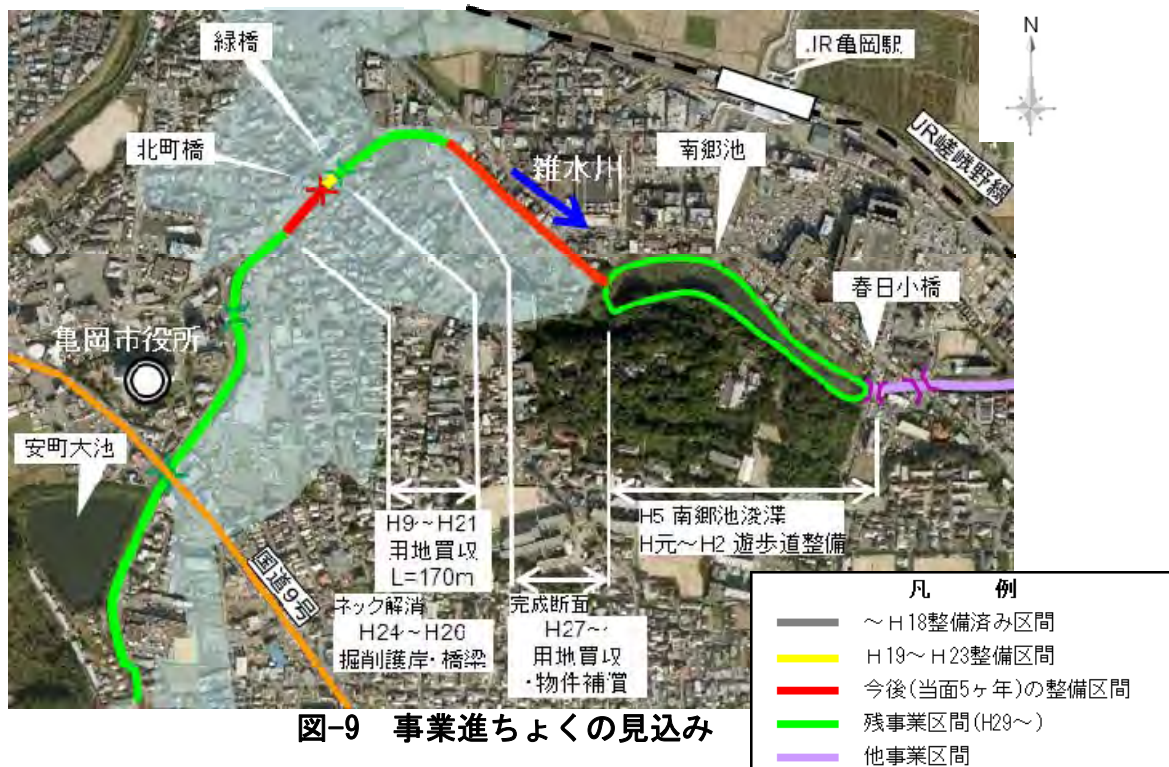 緑橋
JR亀岡駅
N
北町橋
南郷池
JR嵯峨野線
雑水川
春日小橋
亀岡市役所
安町大池
国道9号
H9~H21
用地買収
L=170m
ネック解消
H24~H26
掘削護岸・橋梁
完成断面
H27~
用地買収
・物件補償
H5 南郷池浚渫
H元~H2 遊歩道整備
凡 例
~H18整備済み区間
H19~H23整備区間
今後(当面5ヶ年)の整備区間
残事業区間(H29~)
他事業区間
図-9 事業進ちょくの見込み